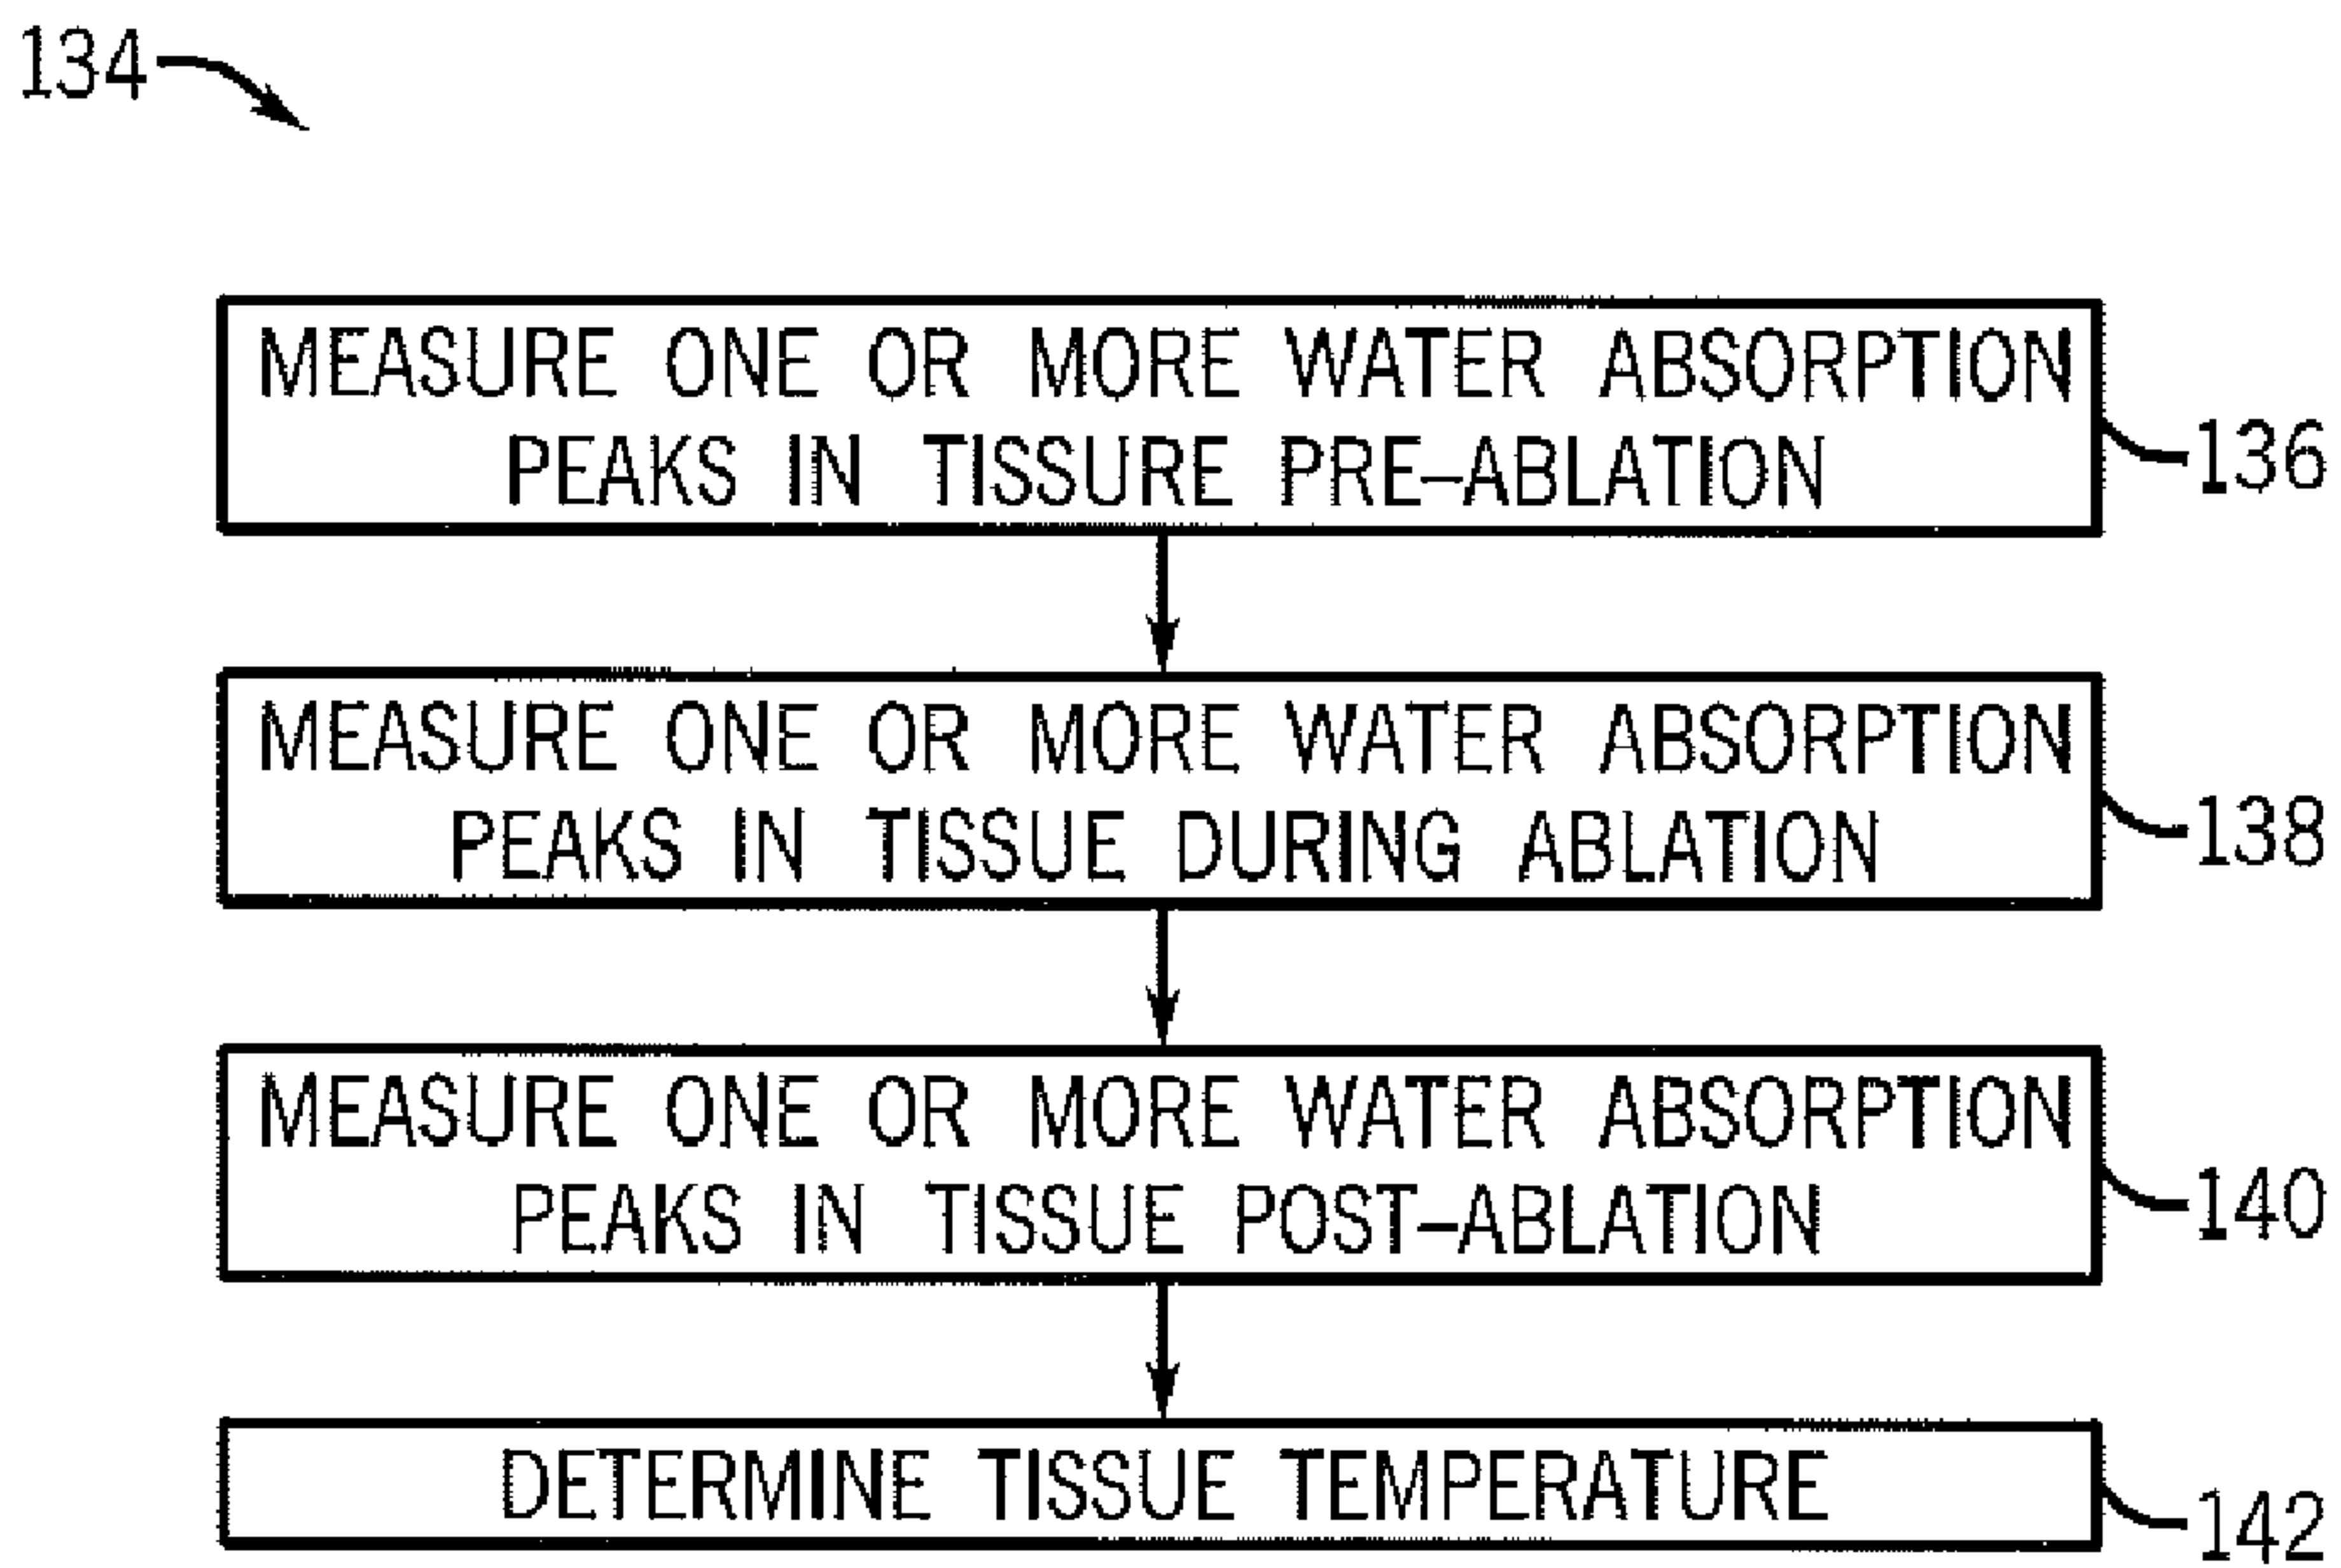 134
MEASURE ONE OR MORE WATER ABSORPTION
PEAKS IN TISSURE PRE-ABLATION
136
MEASURE ONE OR MORE WATER ABSORPTION
PEAKS IN TISSUE DURING ABLATION
138
MEASURE ONE OR MORE WATER ABSORPTION
PEAKS IN TISSUE POST-ABLATION
140
DETERMINE TISSUE TEMPERATURE
142